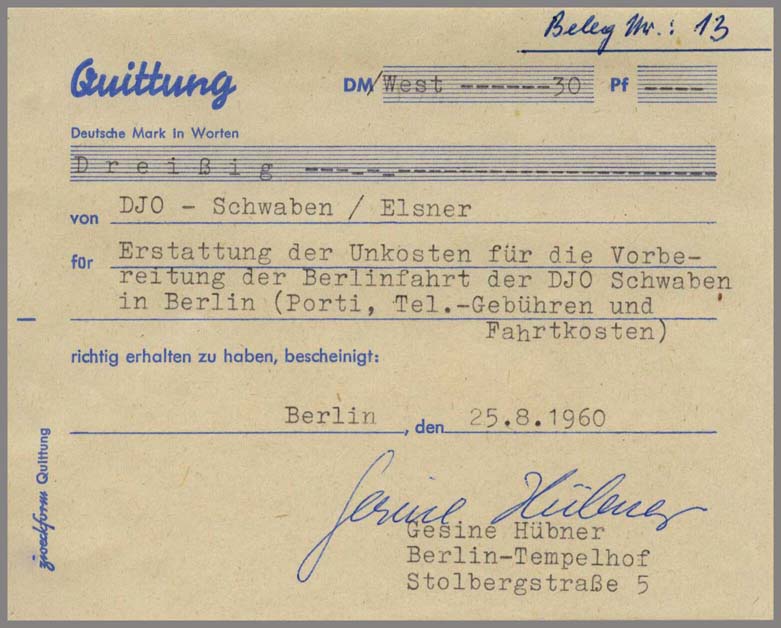 Beleg Nr.: 13
Quittung DM/West -------30 Pf ----
Deutsche Mark in Worten
Dreißig --------------------------
von DJO - Schwaben / Elsner
für Erstattung der Unkosten für die Vorbe-
reitung der Berlinfahrt der DJO Schwaben
in Berlin (Porti, Tel.-Gebühren und
Fahrtkosten)
richtig erhalten zu haben, bescheinigt:
Berlin, den 25.8.1960
zweckform Quittung
Gesine Hübner
Gesine Hübner
Berlin-Tempelhof
Stolbergstraße 5